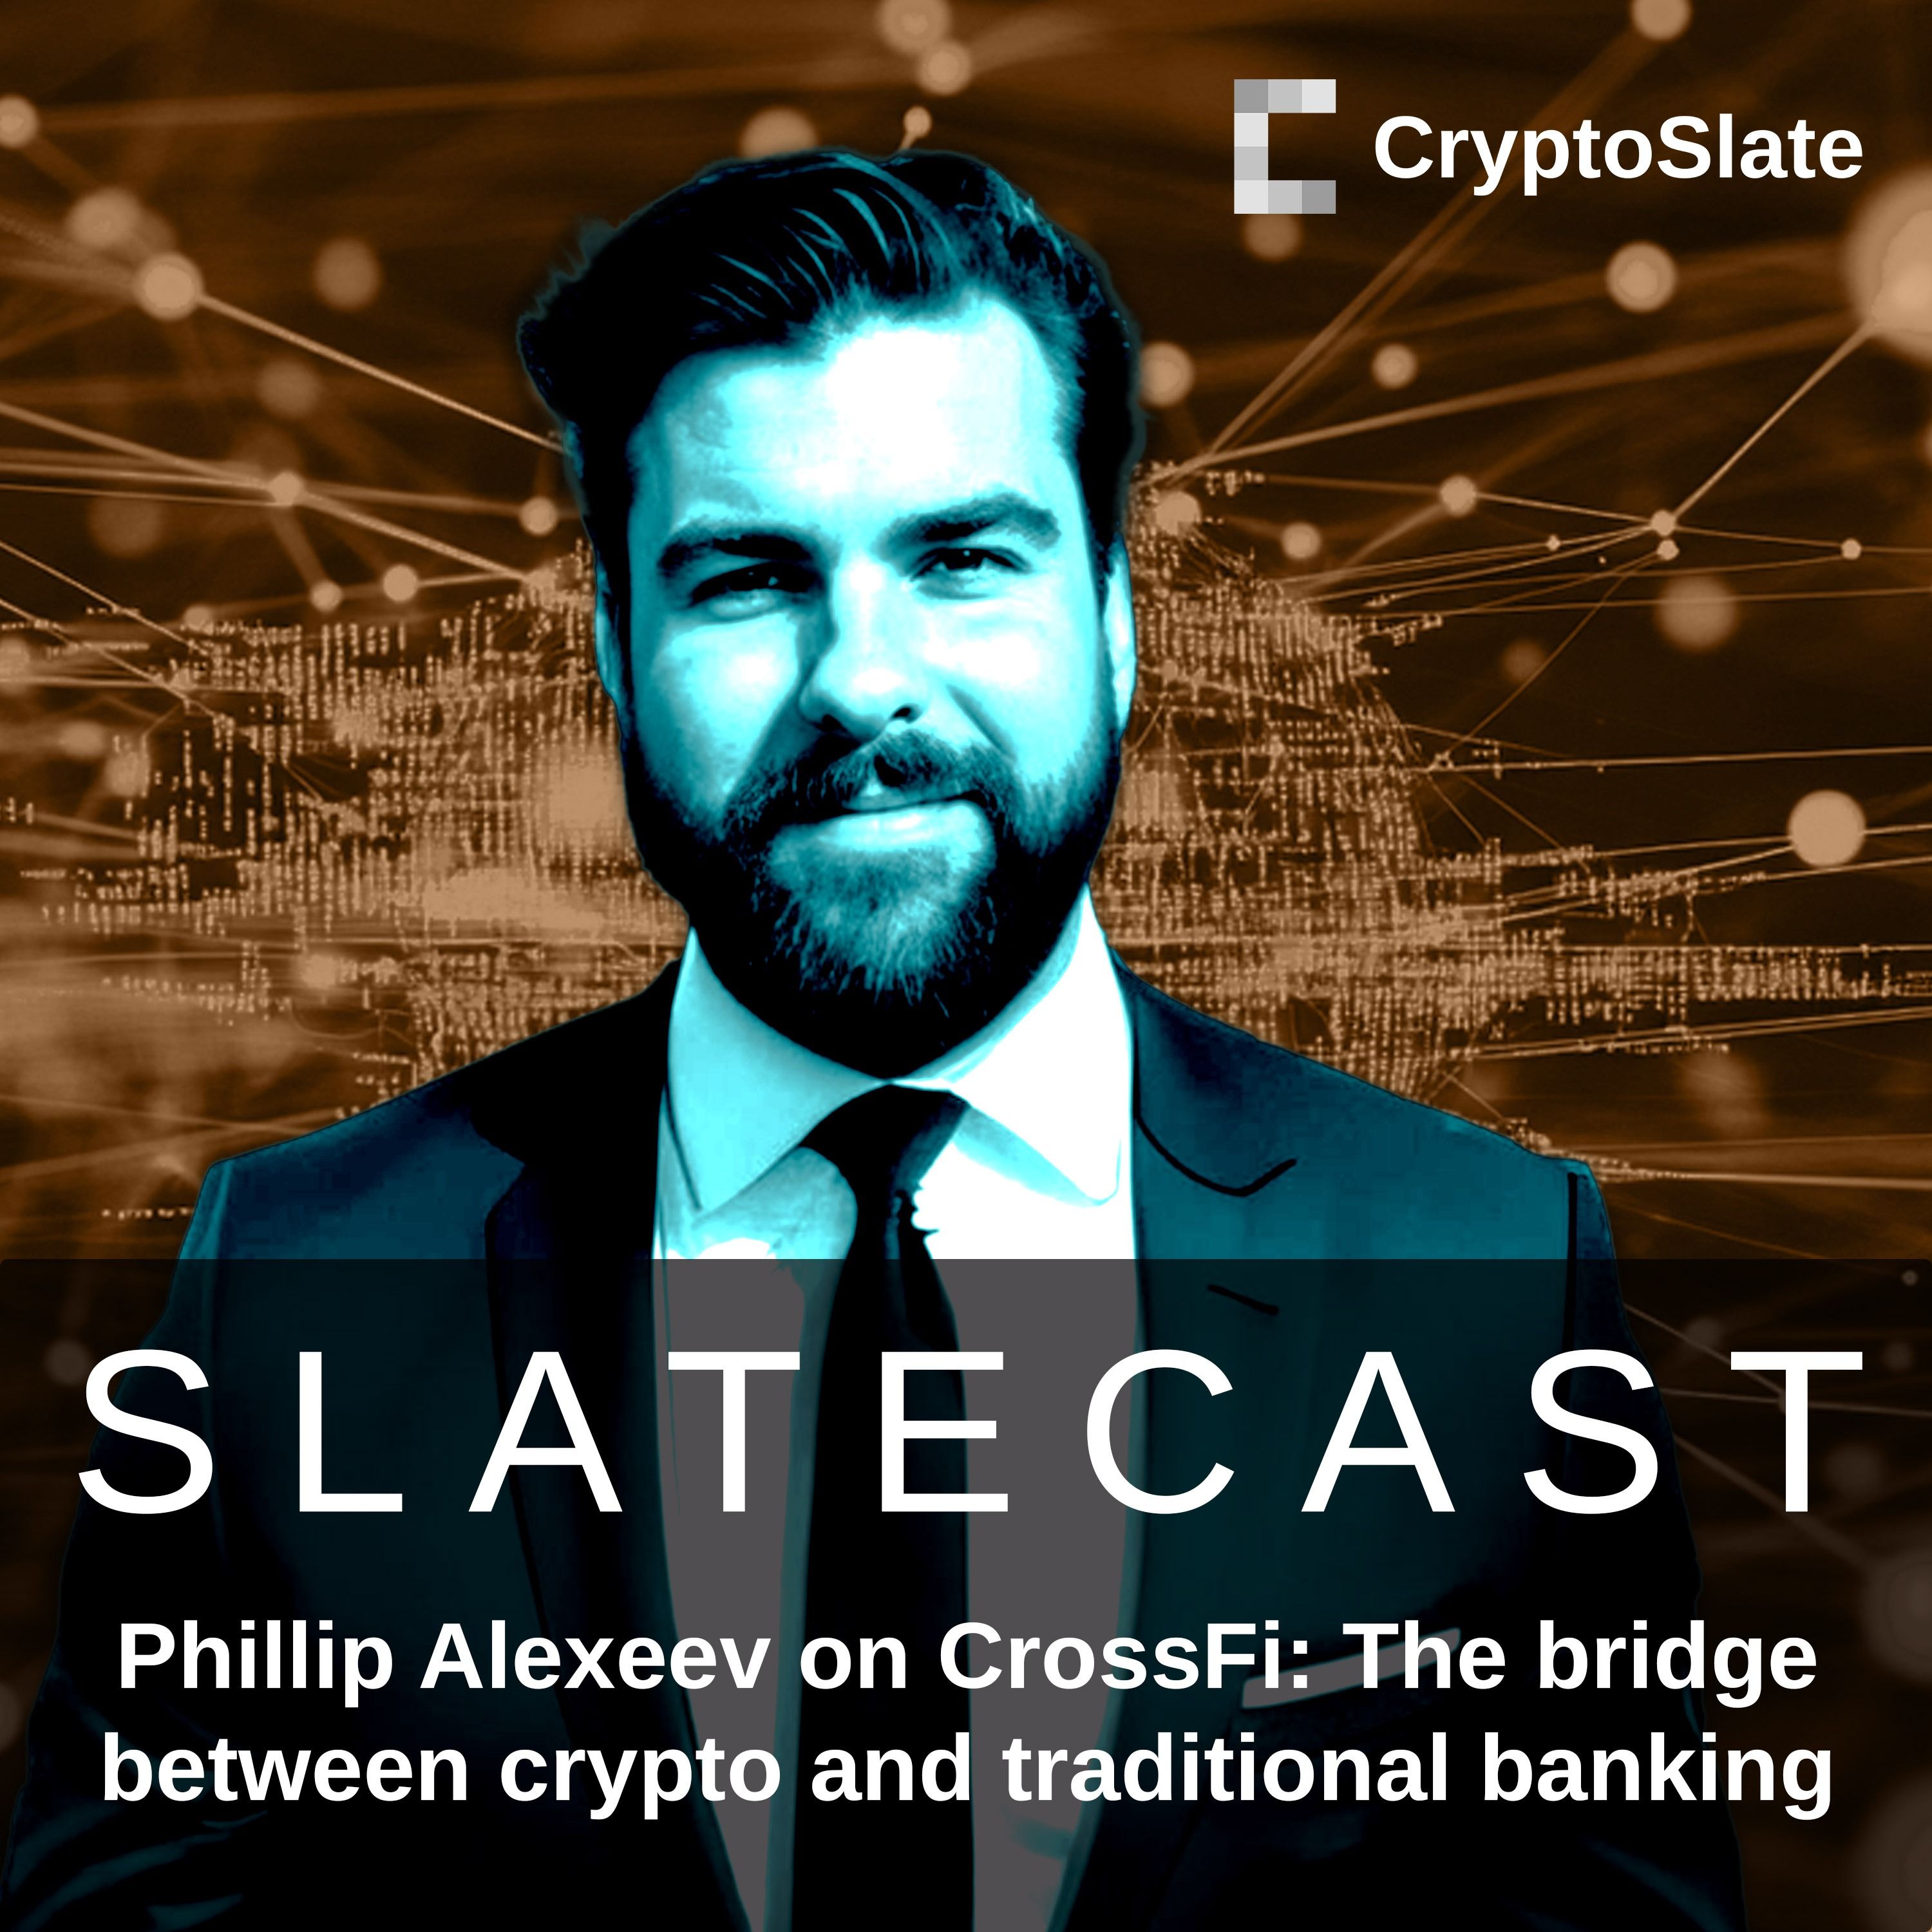 CryptoSlate
SLATECAST
Phillip Alexeev on CrossFi: The bridge
between crypto and traditional banking